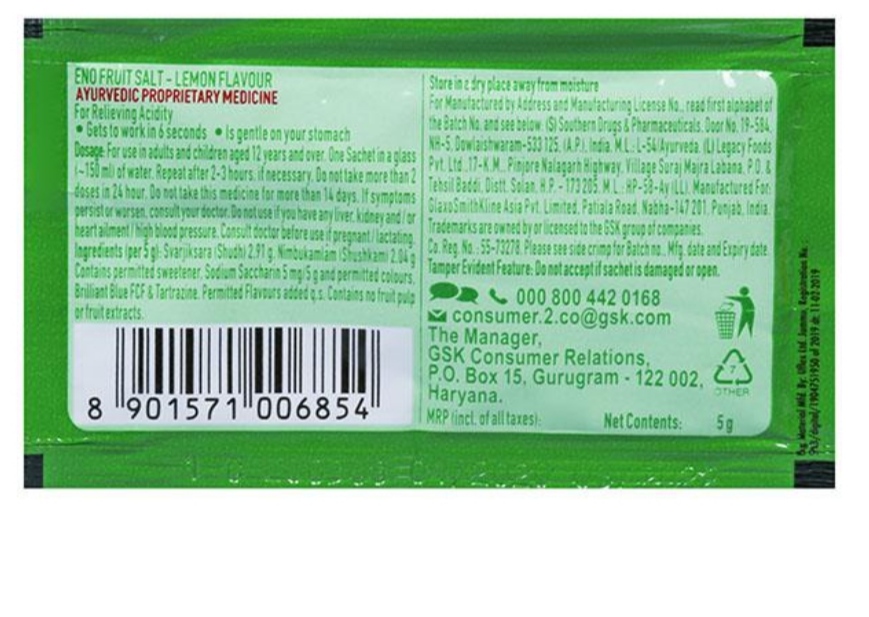 ENO FRUIT SALT - LEMON FLAVOUR
AYURVEDIC PROPRIETARY MEDICINE
For Relieving Acidity
• Gets to work in 6 seconds • Is gentle on your stomach
Dosage: For use in adults and children aged 12 years and over. One Sachet in a glass
(~150 ml) of water. Repeat after 2-3 hours, if necessary. Do not take more than 2
doses in 24 hour. Do not take this medicine for more than 14 days. If symptoms
persist or worsen, consult your doctor. Do not use if you have any liver, kidney and / or
heart ailment / high blood pressure. Consult doctor before use if pregnant / lactating.
Ingredients (per 5 g): Svarjiksara (Shudh) 2.91 g, Nimbukamlam (Shushkam) 2.04 g
Contains permitted sweetener, Sodium Saccharin 5 mg/5 g and permitted colours,
Brilliant Blue FCF & Tartrazine. Permitted Flavours added q.s. Contains no fruit pulp
or fruit extracts.
8 901571 006854
Store in a dry place away from moisture
For Manufactured by Address and Manufacturing License No., read first alphabet of
the Batch No. and see below: (S) Southern Drugs & Pharmaceuticals. Door No. 19-584,
NH-5, Dowlaishwaram-533 125, (A.P.). India. M.L.: L-54/Ayurveda. (L) Legacy Foods
Pvt. Ltd., 17-K.M., Pinjore Nalagarh Highway, Village Suraj Majra Labana, P.O. &
Tehsil Baddi, Distt. Solan, H.P. - 173 205. M.L.: HP-58-Ay (LL). Manufactured For:
GlaxoSmithKline Asia Pvt. Limited, Patiala Road, Nabha-147 201, Punjab, India.
Trademarks are owned by or licensed to the GSK group of companies.
Co. Reg. No.: 55-73278. Please see side crimp for Batch no., Mfg. date and Expiry date.
Tamper Evident Feature: Do not accept if sachet is damaged or open.
000 800 442 0168
consumer.2.co@gsk.com
The Manager,
GSK Consumer Relations,
P.O. Box 15, Gurugram - 122 002,
Haryana.
7
OTHER
MRP (incl. of all taxes): Net Contents: 5 g
Material Mfd. By: Uflex Ltd. Jammu, Registration No.
dt. 11-02-2019